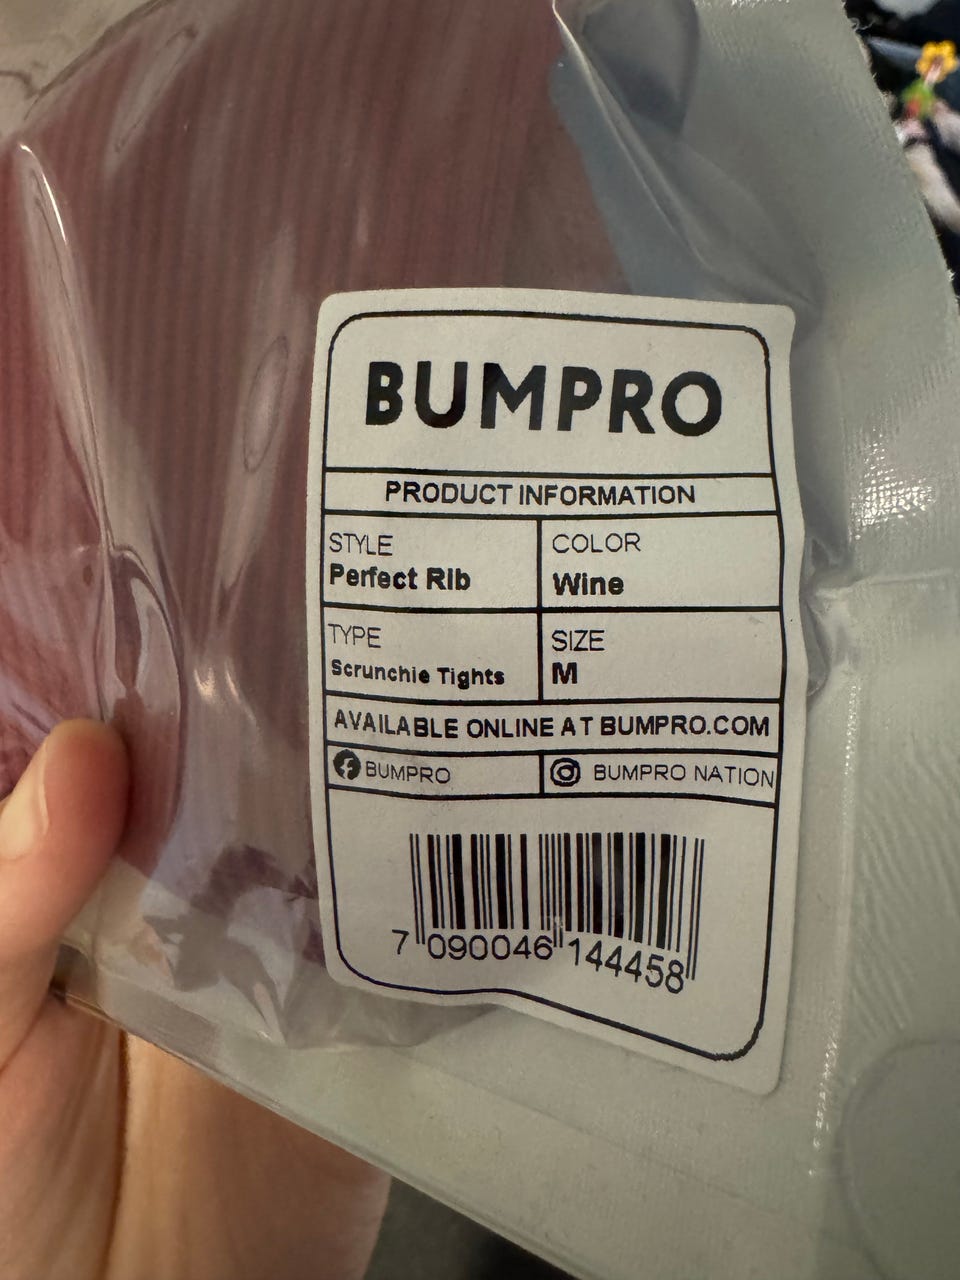 BUMPRO
PRODUCT INFORMATION
STYLE
Perfect Rib
COLOR
Wine
TYPE
Scrunchie Tights
SIZE
M
AVAILABLE ONLINE AT BUMPRO.COM
BUMPRO
BUMPRO NATION
7 090046 144458